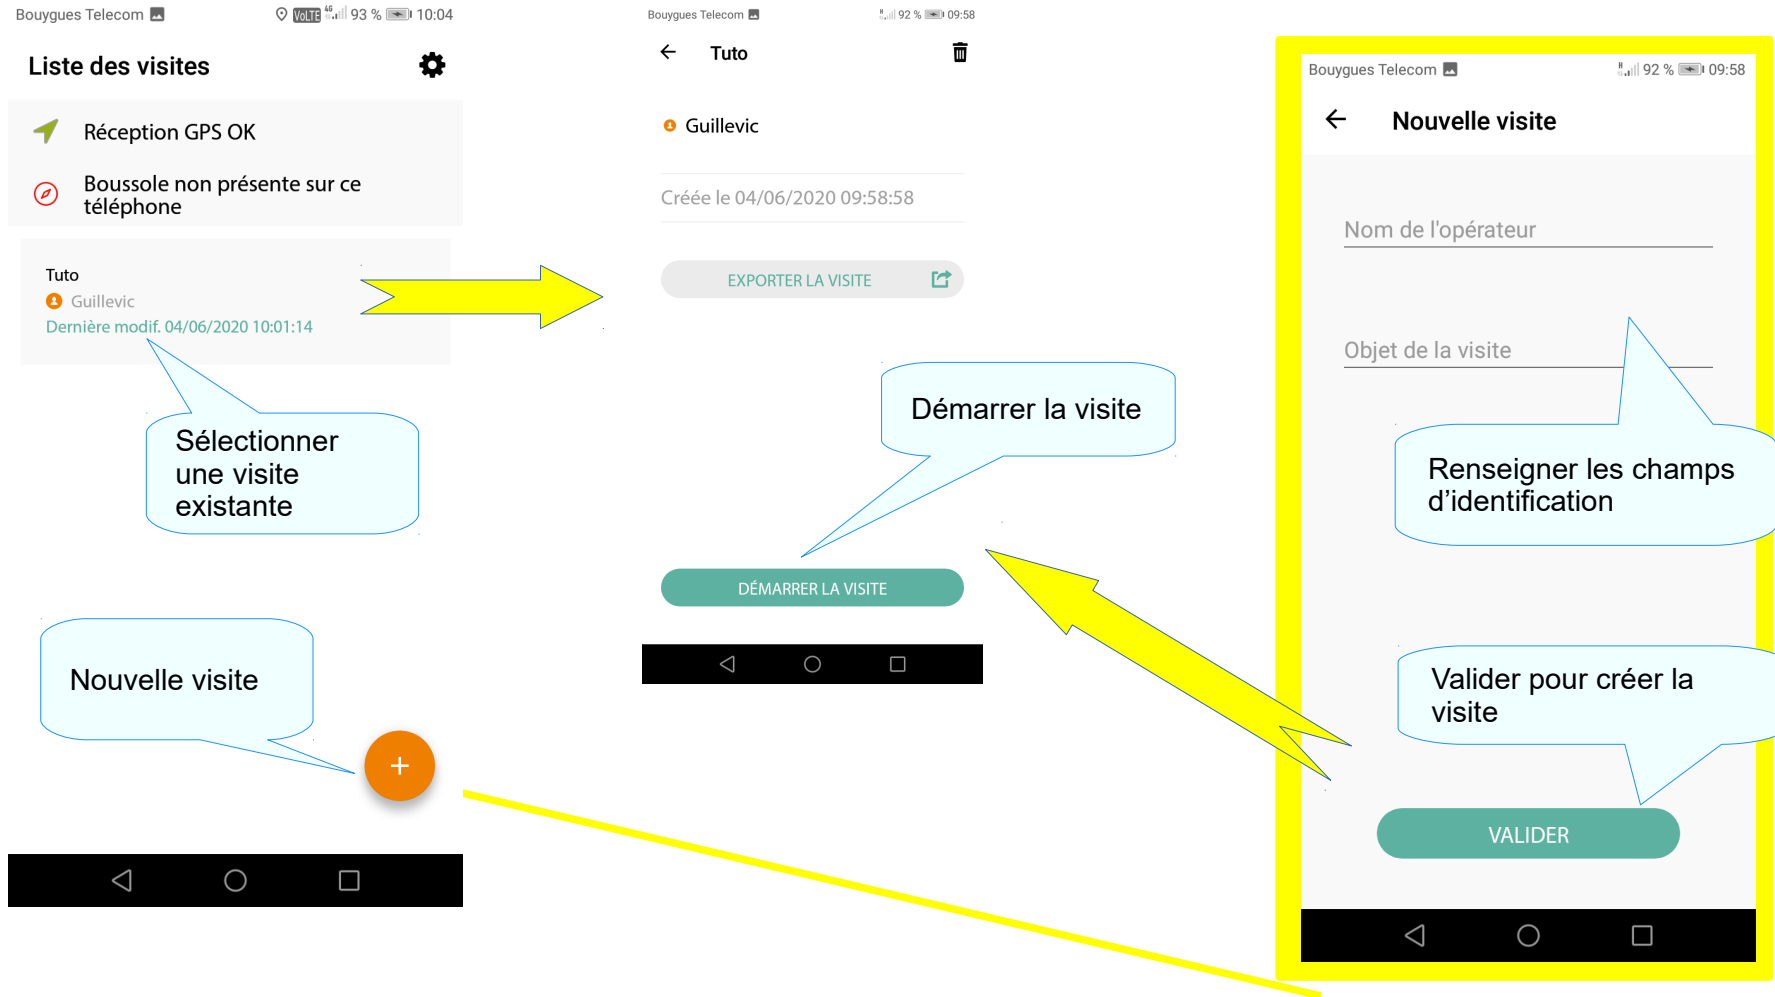 Bouygues Telecom
VoLTE 4G 93 % 10:04
Liste des visites
Réception GPS OK
Boussole non présente sur ce
téléphone
Tuto
Guillevic
Dernière modif. 04/06/2020 10:01:14
Sélectionner
une visite
existante
Nouvelle visite
+
Bouygues Telecom
H 92 % 09:58
Tuto
Guillevic
Créée le 04/06/2020 09:58:58
EXPORTER LA VISITE
Démarrer la visite
DÉMARRER LA VISITE
Bouygues Telecom
H 92 % 09:58
Nouvelle visite
Nom de l'opérateur
Objet de la visite
Renseigner les champs
d’identification
Valider pour créer la
visite
VALIDER